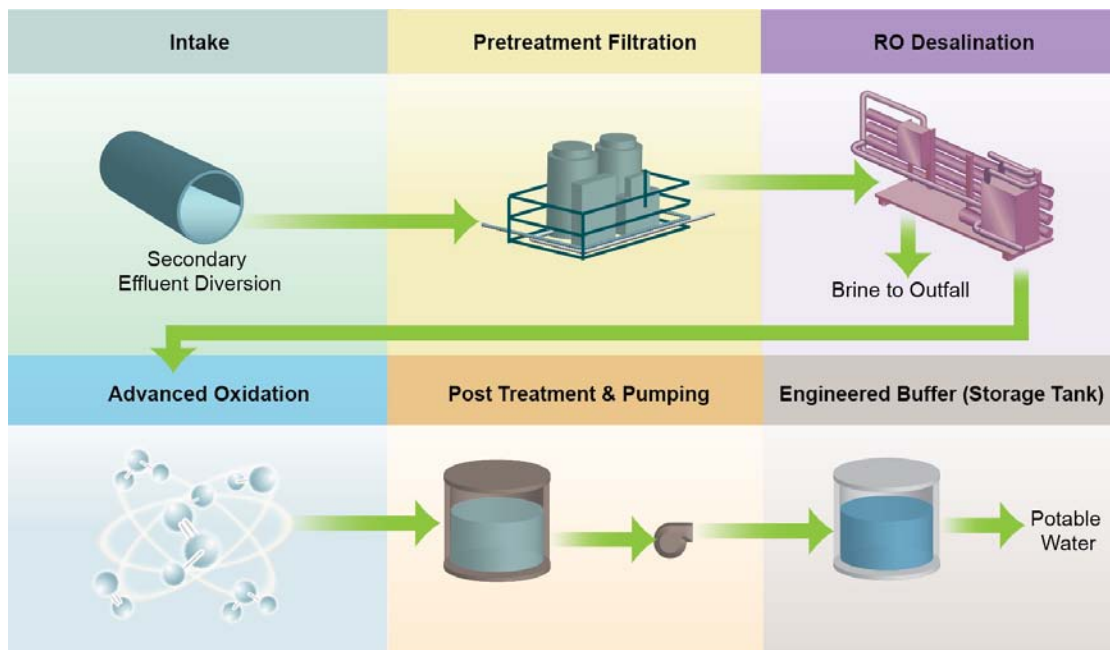 Intake
Pretreatment Filtration
RO Desalination
Secondary
Effluent Diversion
Brine to Outfall
Advanced Oxidation
Post Treatment & Pumping
Engineered Buffer (Storage Tank)
Potable
Water